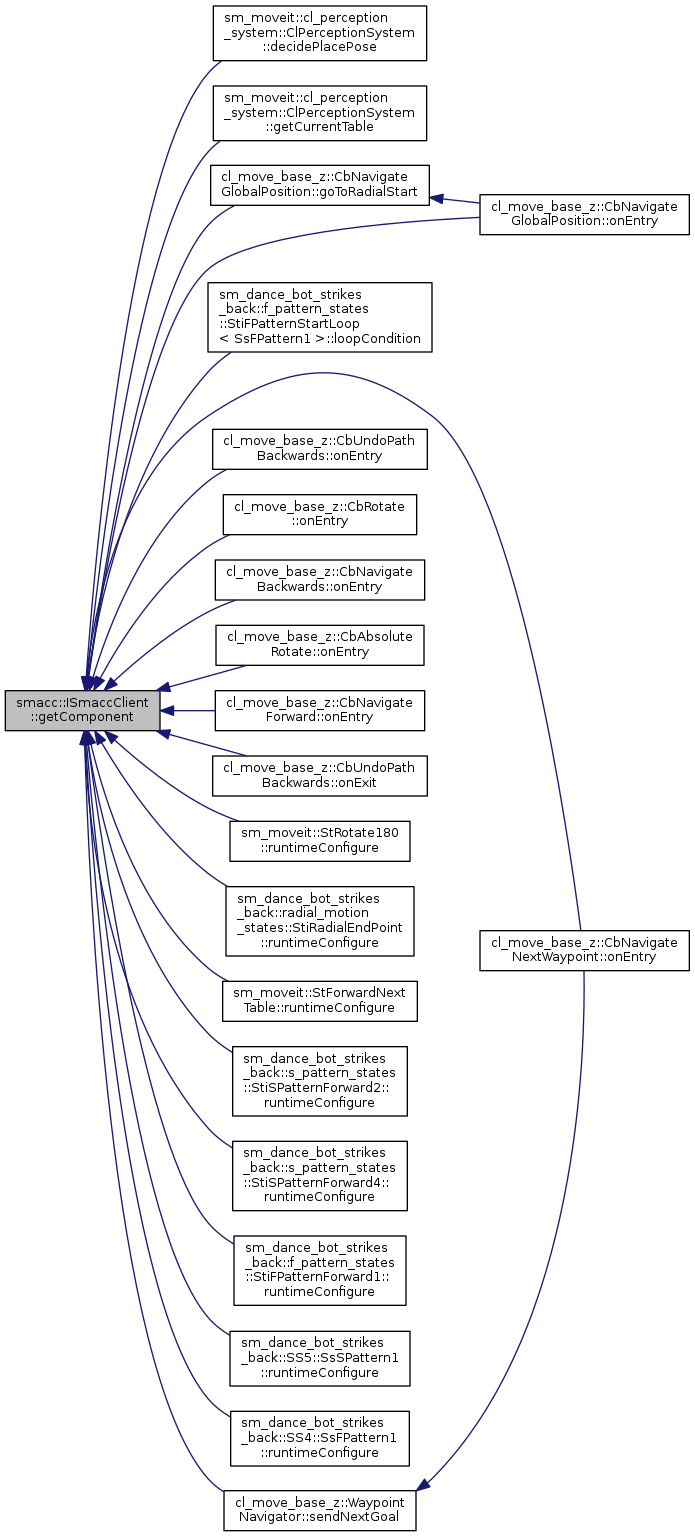 sm_moveit::cl_perception
_system::ClPerceptionSystem
::decidePlacePose
sm_moveit::cl_perception
_system::ClPerceptionSystem
::getCurrentTable
cl_move_base_z::CbNavigate
GlobalPosition::goToRadialStart
cl_move_base_z::CbNavigate
GlobalPosition::onEntry
sm_dance_bot_strikes
_back::f_pattern_states
::StiFPatternStartLoop
< SsFPattern1 >::loopCondition
cl_move_base_z::CbUndoPath
Backwards::onEntry
cl_move_base_z::CbRotate
::onEntry
cl_move_base_z::CbNavigate
Backwards::onEntry
cl_move_base_z::CbAbsolute
Rotate::onEntry
smacc::ISmaccClient
::getComponent
cl_move_base_z::CbNavigate
Forward::onEntry
cl_move_base_z::CbUndoPath
Backwards::onExit
sm_moveit::StRotate180
::runtimeConfigure
sm_dance_bot_strikes
_back::radial_motion
_states::StiRadialEndPoint
::runtimeConfigure
cl_move_base_z::CbNavigate
NextWaypoint::onEntry
sm_moveit::StForwardNext
Table::runtimeConfigure
sm_dance_bot_strikes
_back::s_pattern_states
::StiSPatternForward2::
runtimeConfigure
sm_dance_bot_strikes
_back::s_pattern_states
::StiSPatternForward4::
runtimeConfigure
sm_dance_bot_strikes
_back::f_pattern_states
::StiFPatternForward1::
runtimeConfigure
sm_dance_bot_strikes
_back::SS5::SsSPattern1
::runtimeConfigure
sm_dance_bot_strikes
_back::SS4::SsFPattern1
::runtimeConfigure
cl_move_base_z::Waypoint
Navigator::sendNextGoal